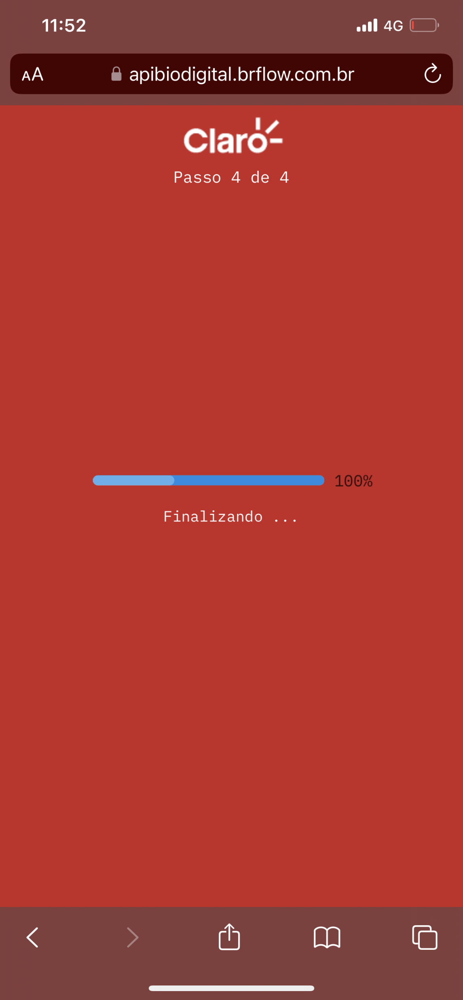 11:52
4G
AA
apibiodigital.brflow.com.br
Claro
Passo 4 de 4
100%
Finalizando ...